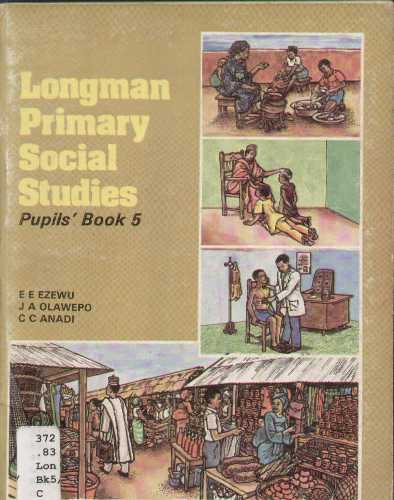 Longman
Primary
Social
Studies
Pupils' Book 5
E E EZEWU
J A OLAWEPO
C C ANADI
372
.83
Lon
Bk5,
C